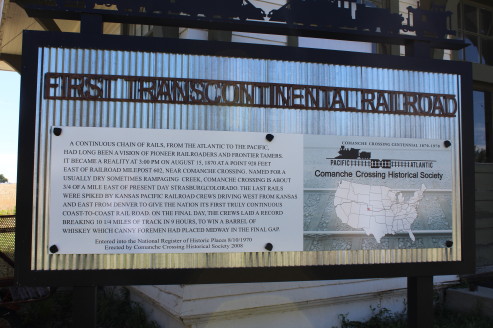 FIRST TRANSCONTINENTAL RAILROAD
A CONTINUOUS CHAIN OF RAILS, FROM THE ATLANTIC TO THE PACIFIC,
HAD LONG BEEN A VISION OF PIONEER RAILROADERS AND FRONTIER TAMERS.
IT BECAME A REALITY AT 3:00 PM ON AUGUST 15, 1870 AT A POINT 928 FEET
EAST OF RAILROAD MILEPOST 602, NEAR COMANCHE CROSSING. NAMED FOR A
USUALLY DRY SOMETIMES RAMPAGING CREEK, COMANCHE CROSSING IS ABOUT
3/4 OF A MILE EAST OF PRESENT DAY STRASBURG COLORADO. THE LAST RAILS
WERE SPIKED BY KANSAS PACIFIC RAILROAD CREWS DRIVING WEST FROM KANSAS
AND EAST FROM DENVER TO GIVE THE NATION ITS FIRST TRULY CONTINUOUS
COAST-TO-COAST RAILROAD. ON THE FINAL DAY, THE CREWS LAID A RECORD
BREAKING 10 1/4 MILES OF TRACK IN 9 HOURS, TO WIN A BARREL OF
WHISKEY WHICH CANNY FOREMEN HAD PLACED MIDWAY IN THE FINAL GAP.
Entered into the National Register of Historic Places 8/10/1970
Erected by Comanche Crossing Historical Society 2008
COMANCHE CROSSING CENTENNIAL 1870-1970
PACIFIC ATLANTIC
Comanche Crossing Historical Society